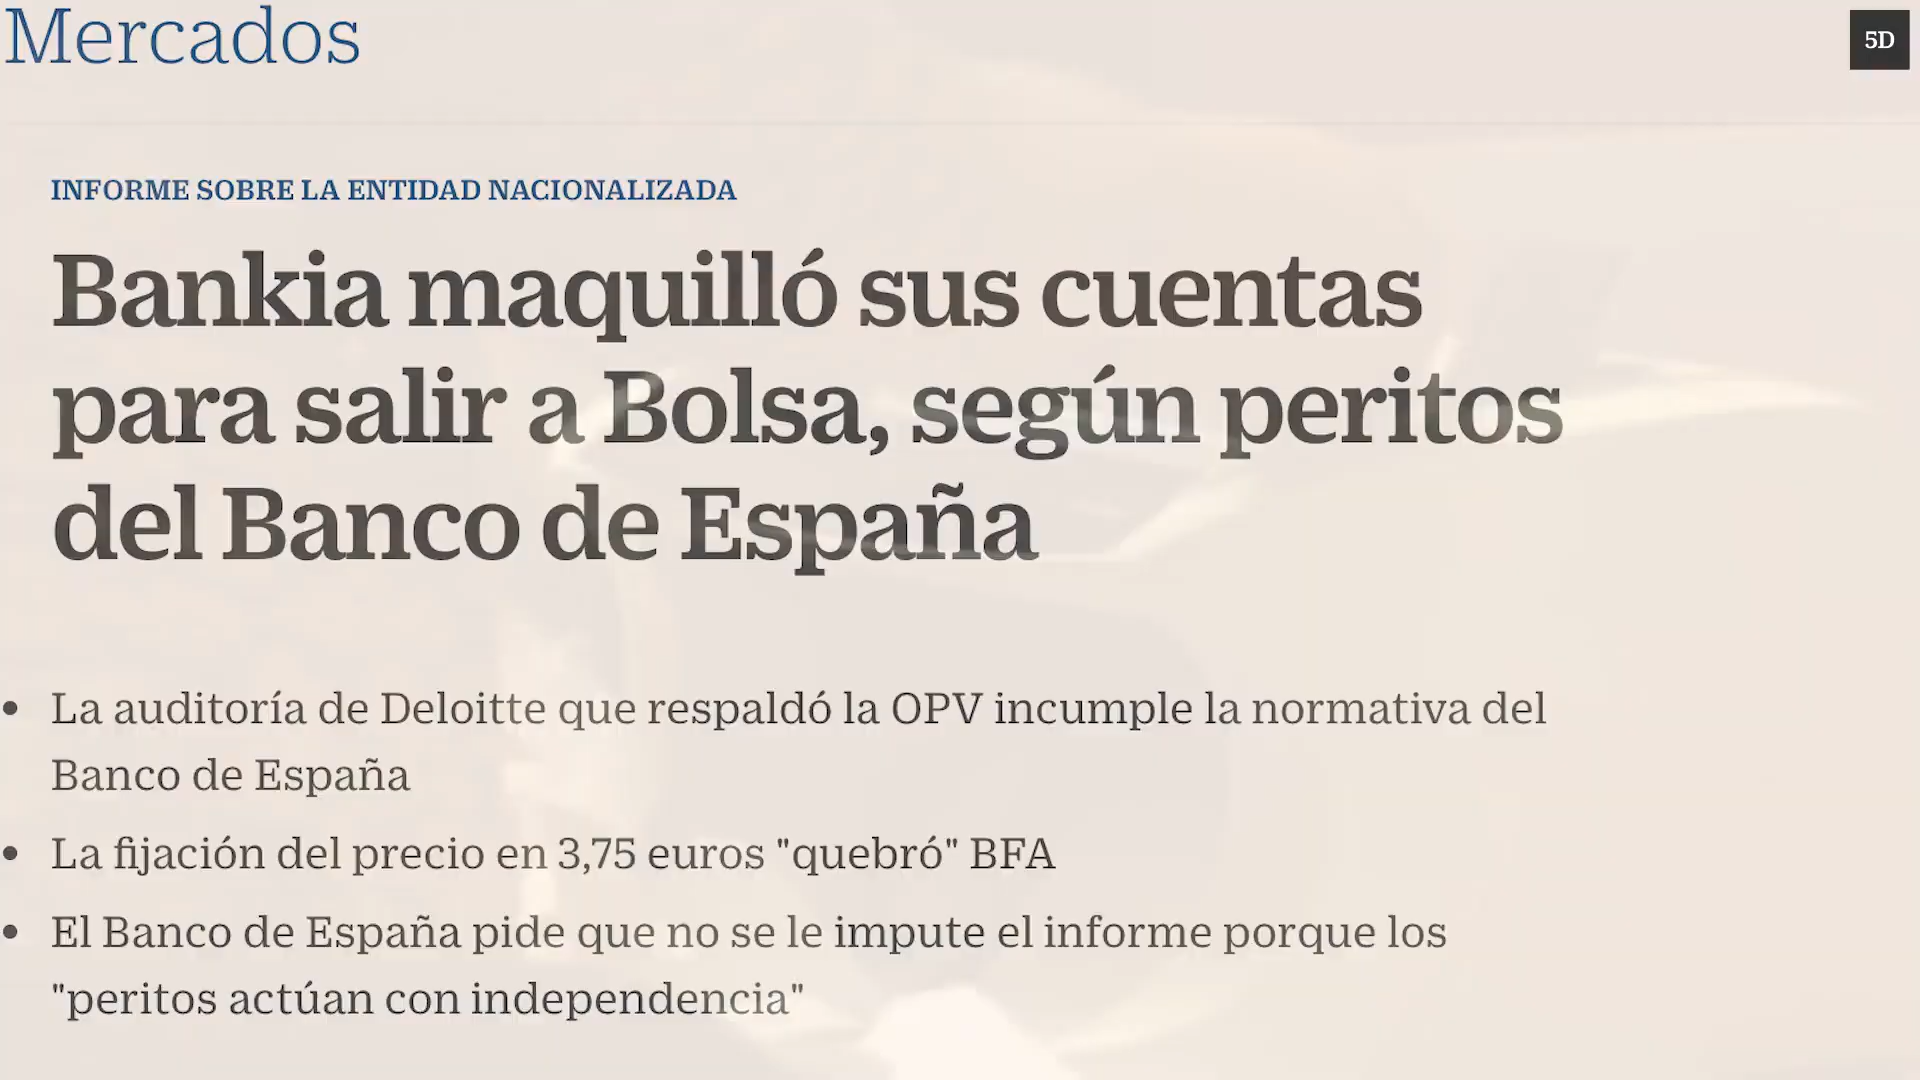 Mercados
5D
INFORME SOBRE LA ENTIDAD NACIONALIZADA
Bankia maquilló sus cuentas
para salir a Bolsa, según peritos
del Banco de España
• La auditoría de Deloitte que respaldó la OPV incumple la normativa del
Banco de España
• La fijación del precio en 3,75 euros "quebró" BFA
• El Banco de España pide que no se le impute el informe porque los
"peritos actúan con independencia"